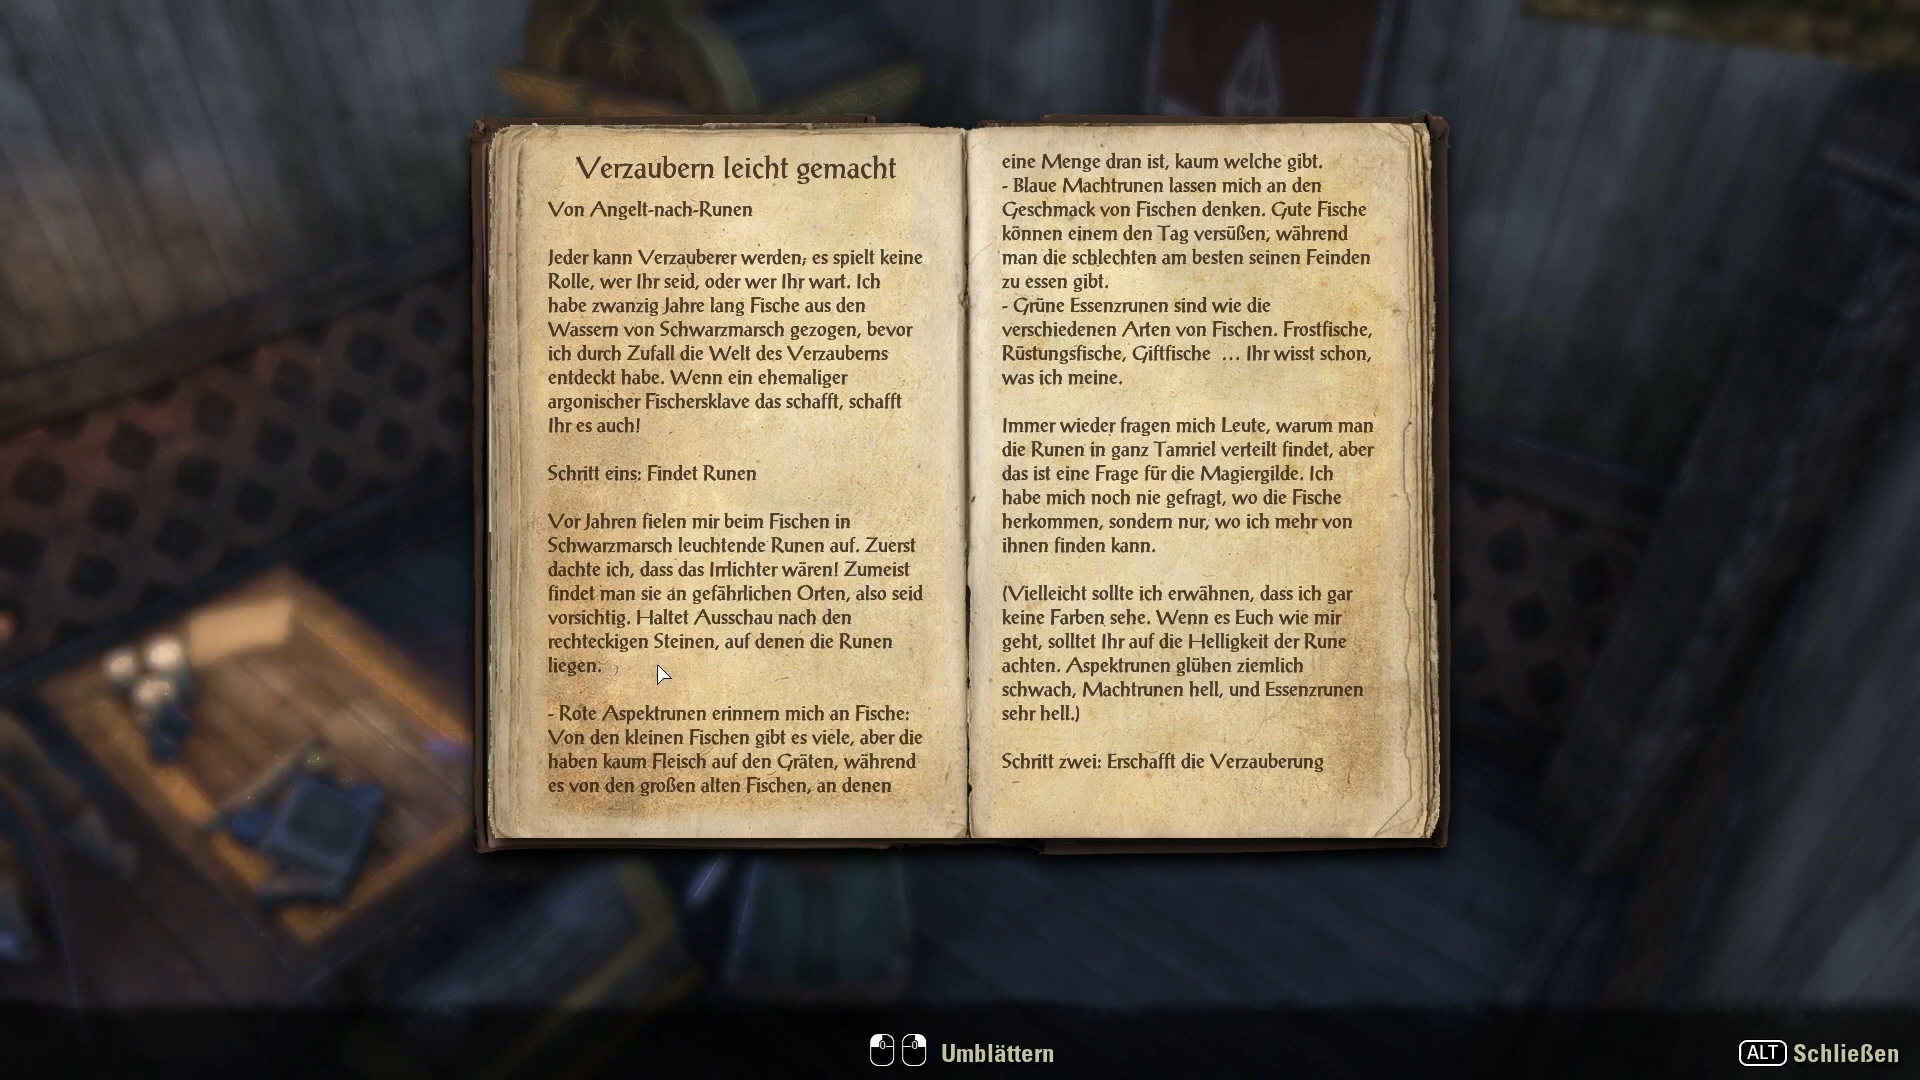 Verzaubern leicht gemacht
Von Angelt-nach-Runen
Jeder kann Verzauberer werden; es spielt keine
Rolle, wer Ihr seid, oder wer Ihr wart. Ich
habe zwanzig Jahre lang Fische aus den
Wassern von Schwarzmarsch gezogen, bevor
ich durch Zufall die Welt des Verzauberns
entdeckt habe. Wenn ein ehemaliger
argonischer Fischersklave das schafft, schafft
Ihr es auch!
Schritt eins: Findet Runen
Vor Jahren fielen mir beim Fischen in
Schwarzmarsch leuchtende Runen auf. Zuerst
dachte ich, dass das Irrlichter wären! Zumeist
findet man sie an gefährlichen Orten, also seid
vorsichtig. Haltet Ausschau nach den
rechteckigen Steinen, auf denen die Runen
liegen.
- Rote Aspektrunen erinnern mich an Fische:
Von den kleinen Fischen gibt es viele, aber die
haben kaum Fleisch auf den Gräten, während
es von den großen alten Fischen, an denen
eine Menge dran ist, kaum welche gibt.
- Blaue Machtrunen lassen mich an den
Geschmack von Fischen denken. Gute Fische
können einem den Tag versüßen, während
man die schlechten am besten seinen Feinden
zu essen gibt.
- Grüne Essenzrunen sind wie die
verschiedenen Arten von Fischen. Frostfische,
Rüstungsfische, Giftfische … Ihr wisst schon,
was ich meine.
Immer wieder fragen mich Leute, warum man
die Runen in ganz Tamriel verteilt findet, aber
das ist eine Frage für die Magiergilde. Ich
habe mich noch nie gefragt, wo die Fische
herkommen, sondern nur, wo ich mehr von
ihnen finden kann.
(Vielleicht sollte ich erwähnen, dass ich gar
keine Farben sehe. Wenn es Euch wie mir
geht, solltet Ihr auf die Helligkeit der Rune
achten. Aspektrunen glühen ziemlich
schwach, Machtrunen hell, und Essenzrunen
sehr hell.)
Schritt zwei: Erschafft die Verzauberung
Umblättern
ALT Schließen